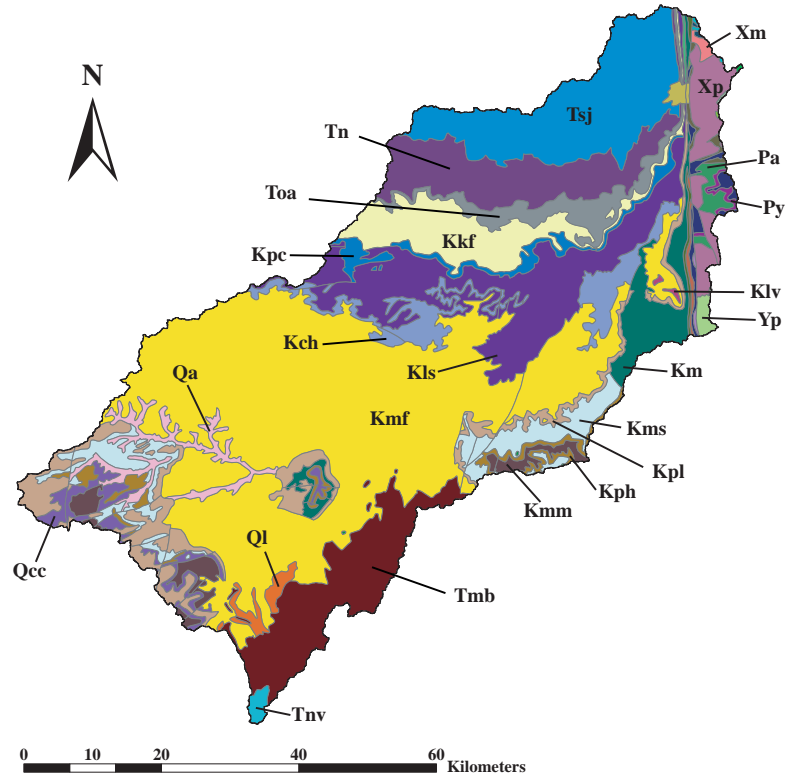 Xm
N
Xp
Tsj
Tn
Pa
Toa
Py
Kkf
Kpc
Klv
Yp
Kch
Kls
Km
Qa
Kmf
Kms
Kpl
Kph
Kmm
Ql
Qcc
Tmb
Tnv
0 10 20 40 60
Kilometers